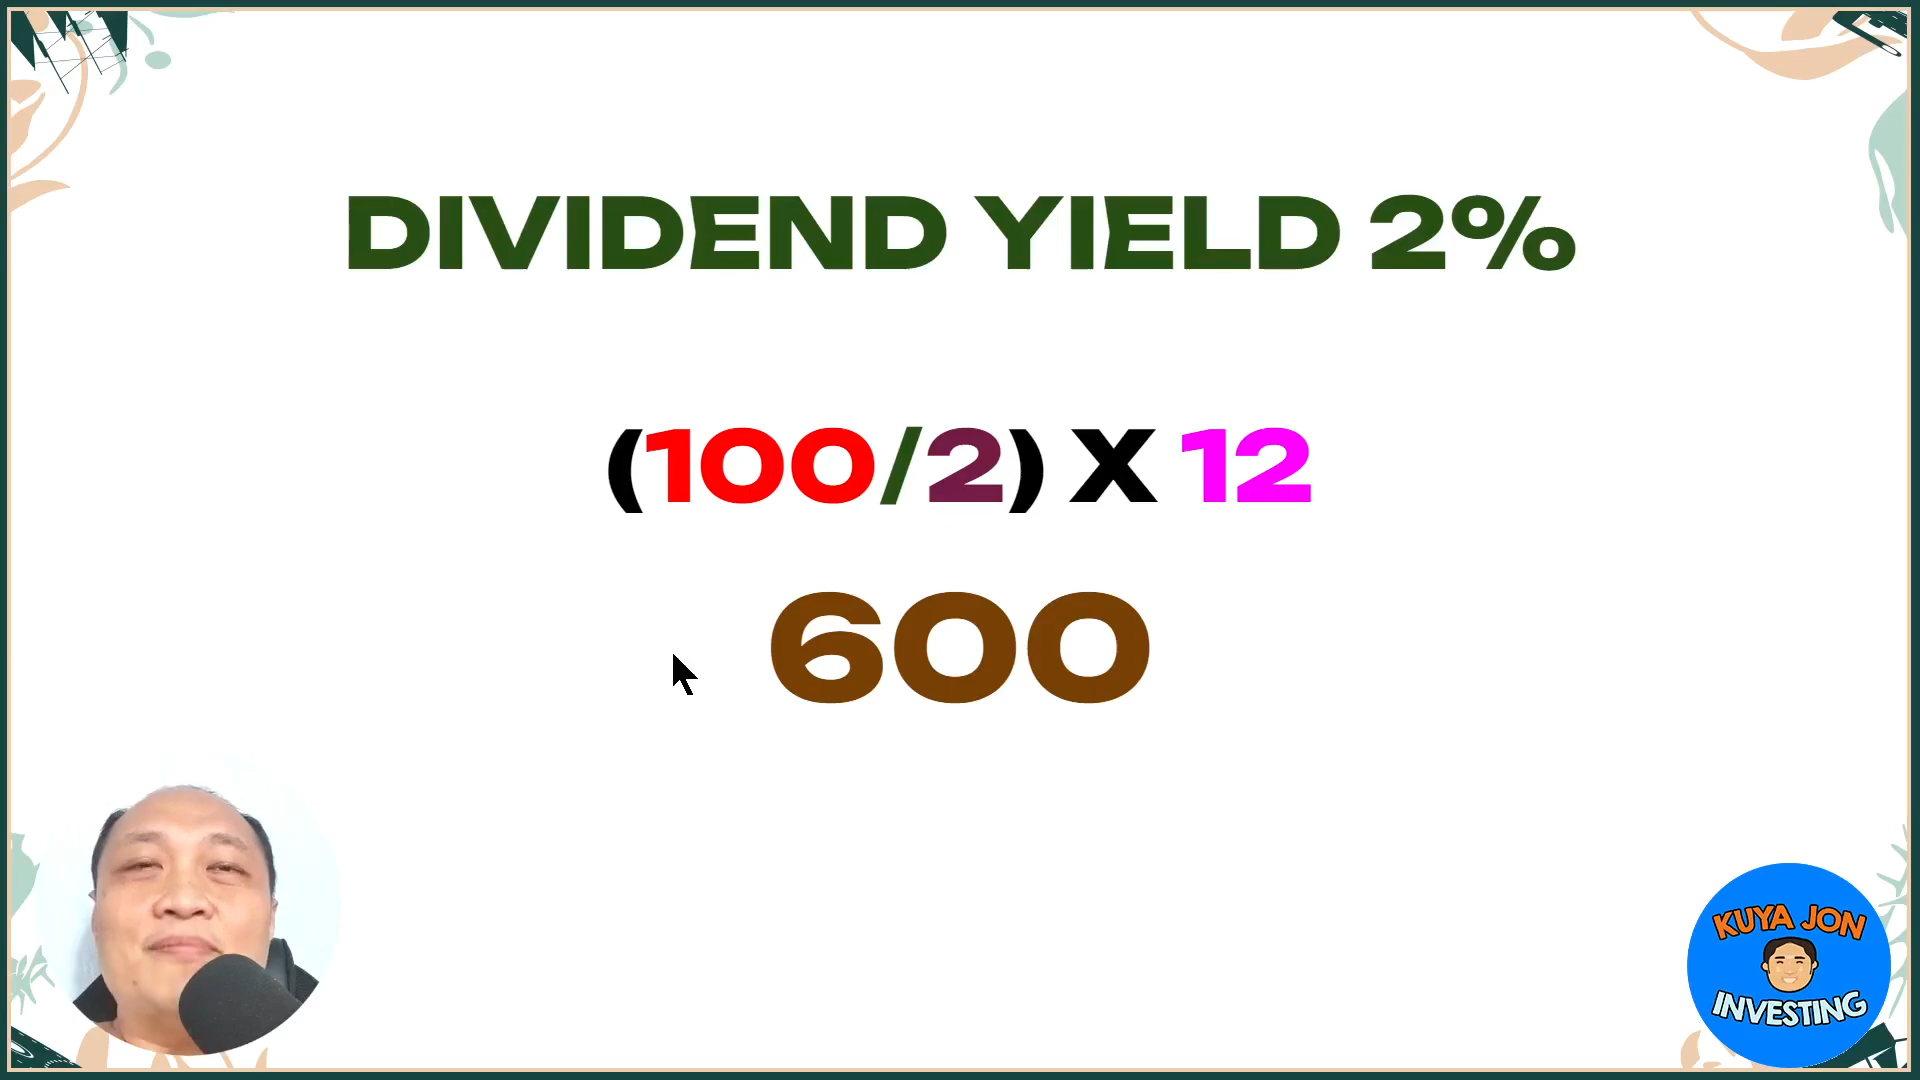 DIVIDEND YIELD 2%
(100/2) X 12
600
KUYA JON
INVESTING